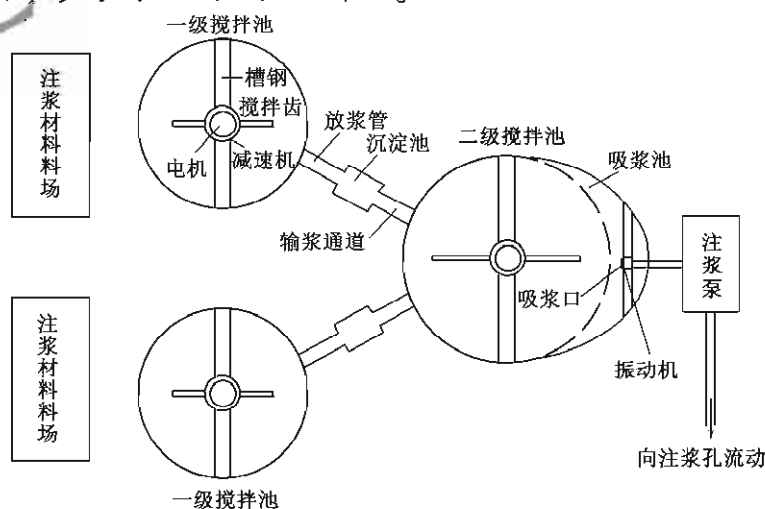 一级搅拌池
注浆材料料场
槽钢
搅拌齿
放浆管
沉淀池
二级搅拌池
吸浆池
电机
减速机
输浆通道
注浆泵
吸浆口
注浆材料料场
振动机
向注浆孔流动
一级搅拌池